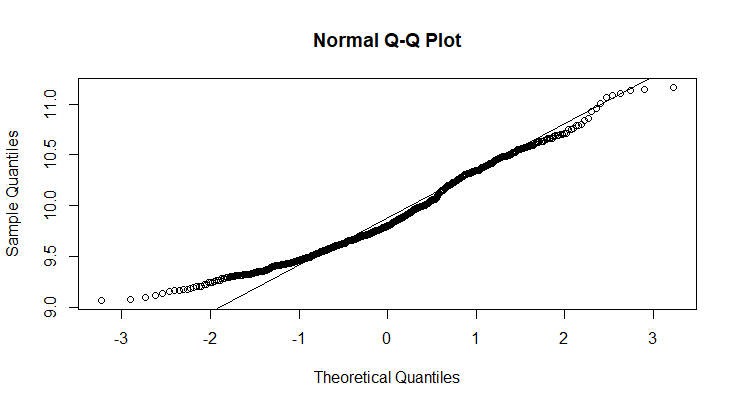 Normal Q-Q Plot
Sample Quantiles
11.0
10.5
10.0
9.5
9.0
-3 -2 -1 0 1 2 3
Theoretical Quantiles